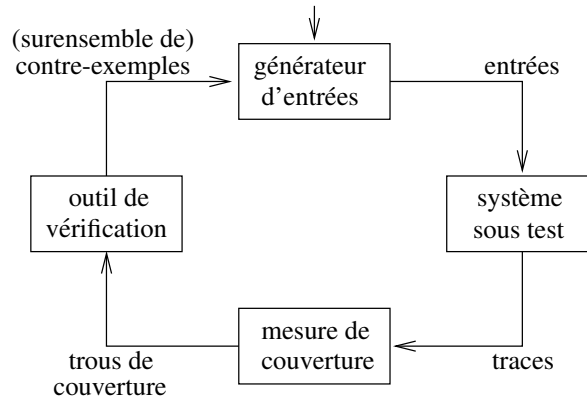 (surensemble de)
contre-exemples
générateur
d'entrées
entrées
outil de
vérification
système
sous test
mesure de
couverture
trous de
couverture
traces